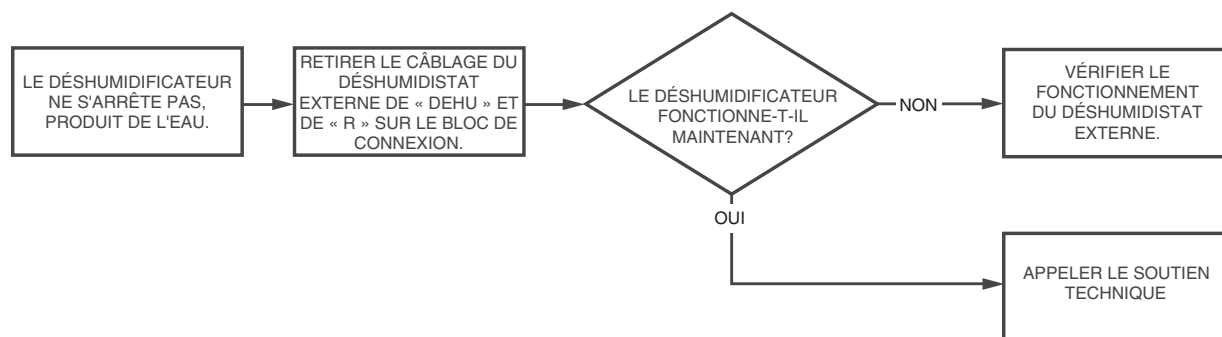 LE DÉSHUMIDIFICATEUR
NE S'ARRÊTE PAS,
PRODUIT DE L'EAU.
RETIRER LE CÂBLAGE DU
DÉSHUMIDISTAT
EXTERNE DE « DEHU » ET
DE « R » SUR LE BLOC DE
CONNEXION.
LE DÉSHUMIDIFICATEUR
FONCTIONNE-T-IL
MAINTENANT?
NON
VÉRIFIER LE
FONCTIONNEMENT
DU DÉSHUMIDISTAT
EXTERNE.
OUI
APPELER LE SOUTIEN
TECHNIQUE